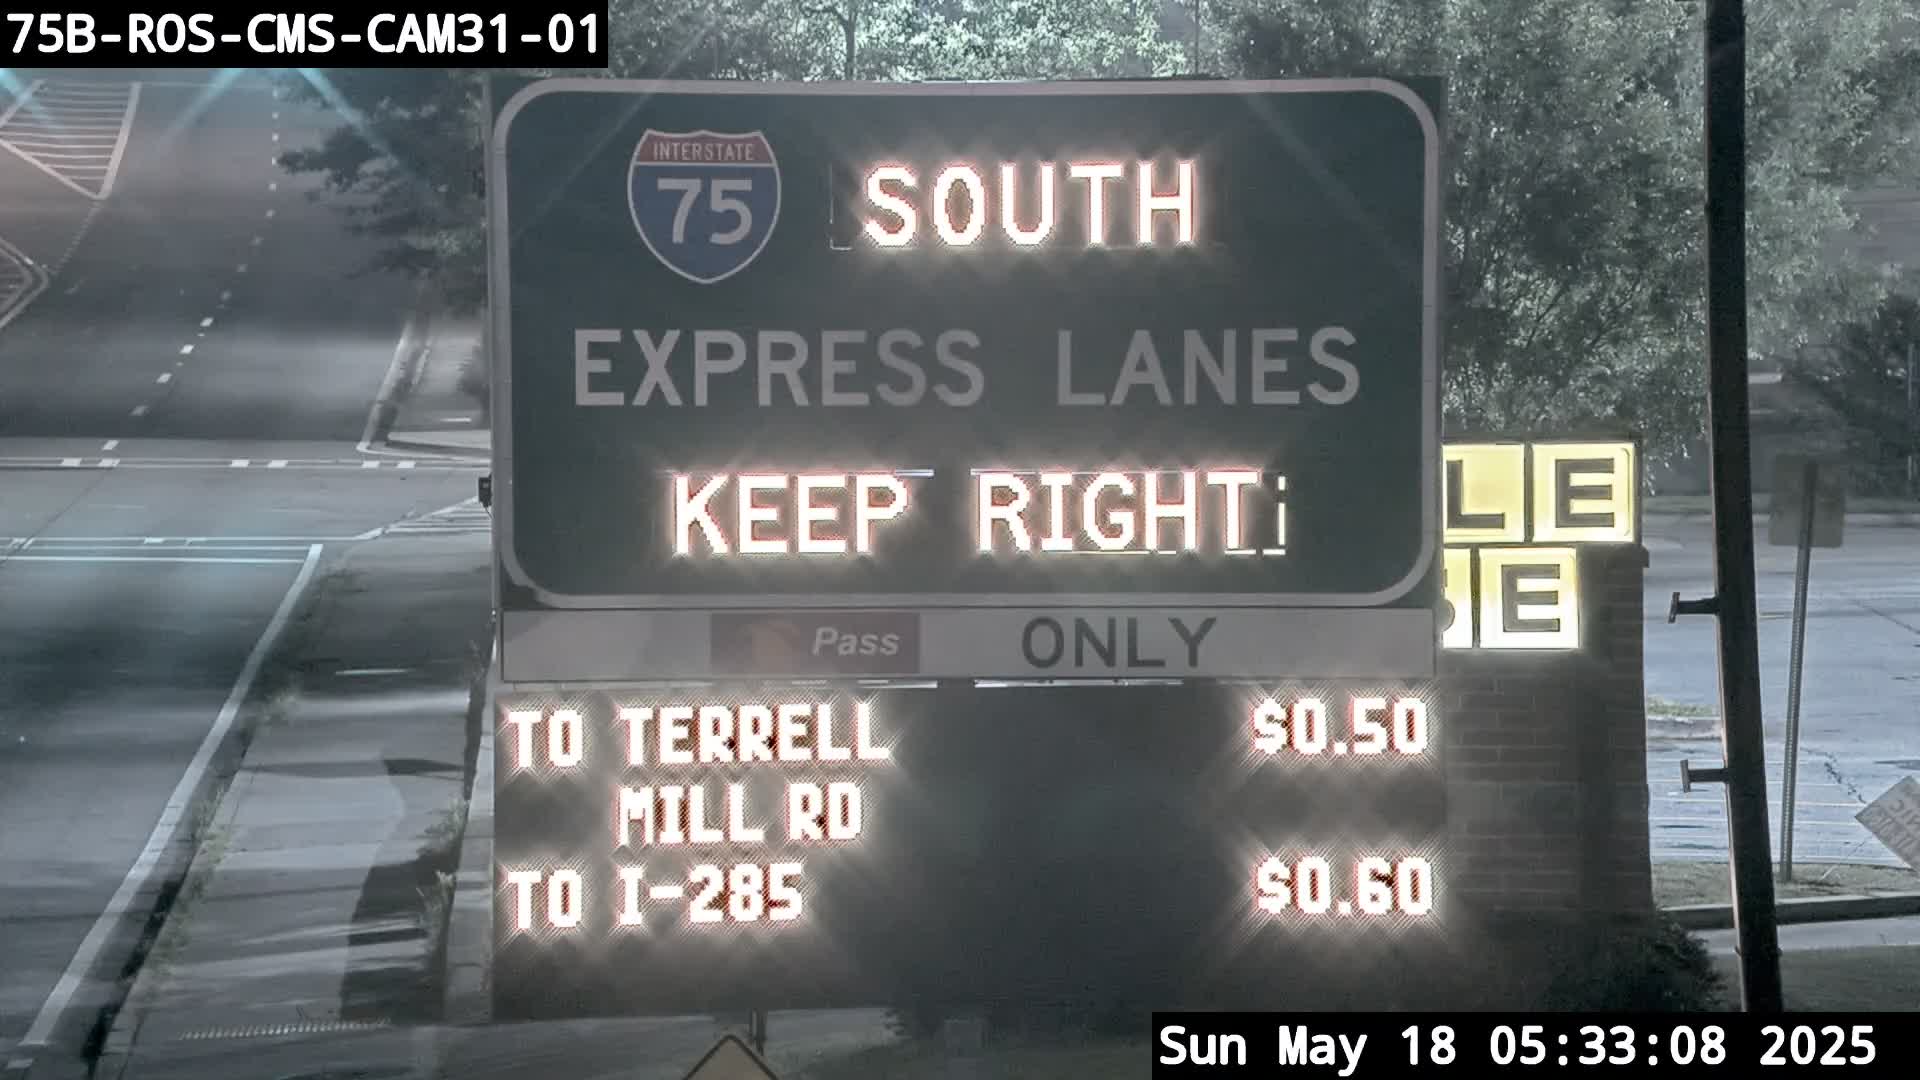 75B-ROS-CMS-CAM31-01
INTERSTATE
75
SOUTH
EXPRESS LANES
KEEP RIGHT
Pass ONLY
TO TERRELL $0.50
MILL RD
TO I-285 $0.60
LE
E
Sun May 18 05:33:08 2025